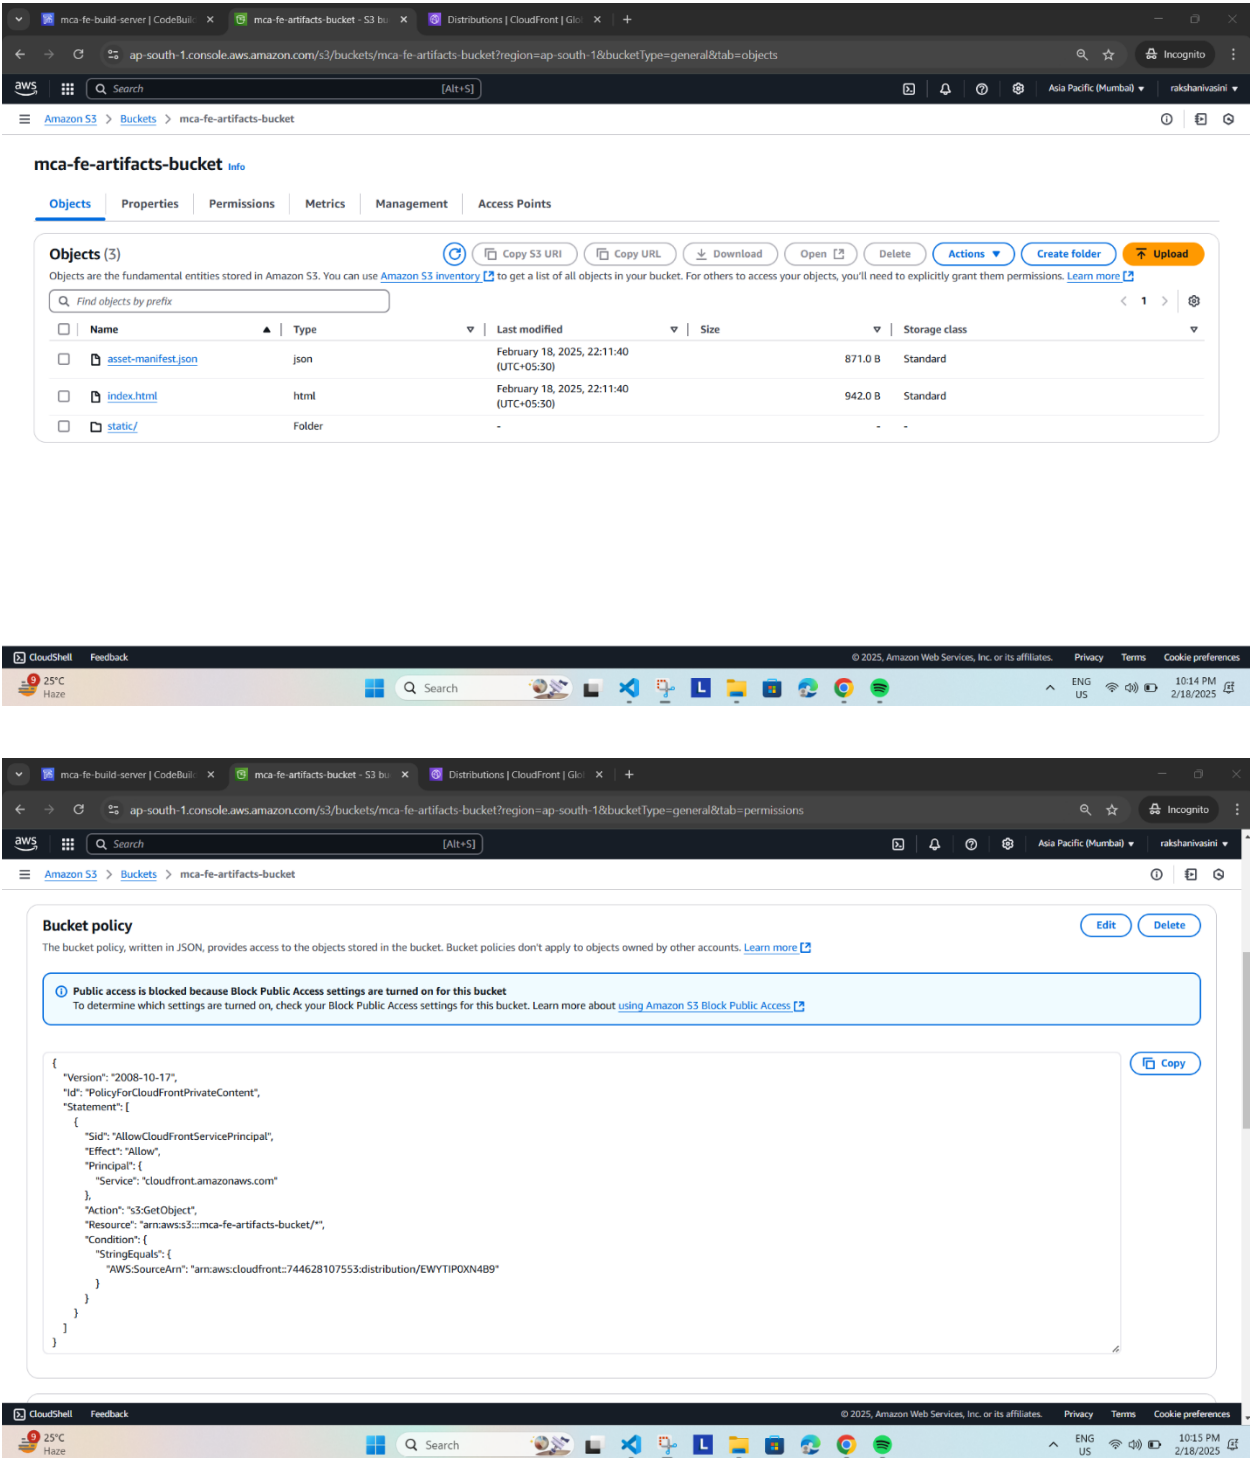 mca-fe-build-server | CodeBuil
mca-fe-artifacts-bucket - S3 bu
Distributions | CloudFront | Glo
ap-south-1.console.aws.amazon.com/s3/buckets/mca-fe-artifacts-bucket?region=ap-south-1&bucketType=general&tab=objects
Incognito
aws
Search
[Alt+S]
Asia Pacific (Mumbai)
rakshanivasini
Amazon S3 > Buckets > mca-fe-artifacts-bucket
mca-fe-artifacts-bucket Info
Objects Properties Permissions Metrics Management Access Points
Objects (3)
Copy S3 URI Copy URL Download Open Delete Actions Create folder Upload
Objects are the fundamental entities stored in Amazon S3. You can use Amazon S3 inventory to get a list of all objects in your bucket. For others to access your objects, you'll need to explicitly grant them permissions. Learn more
Find objects by prefix
1
Name Type Last modified Size Storage class
asset-manifest.json json February 18, 2025, 22:11:40 (UTC+05:30) 871.0 B Standard
index.html html February 18, 2025, 22:11:40 (UTC+05:30) 942.0 B Standard
static/ Folder - - -
CloudShell Feedback
© 2025, Amazon Web Services, Inc. or its affiliates. Privacy Terms Cookie preferences
9
25°C
Haze
Search
L
ENG
US
10:14 PM
2/18/2025
mca-fe-build-server | CodeBuil
mca-fe-artifacts-bucket - S3 bu
Distributions | CloudFront | Glo
ap-south-1.console.aws.amazon.com/s3/buckets/mca-fe-artifacts-bucket?region=ap-south-1&bucketType=general&tab=permissions
Incognito
aws
Search
[Alt+S]
Asia Pacific (Mumbai)
rakshanivasini
Amazon S3 > Buckets > mca-fe-artifacts-bucket
Bucket policy
Edit Delete
The bucket policy, written in JSON, provides access to the objects stored in the bucket. Bucket policies don't apply to objects owned by other accounts. Learn more
Public access is blocked because Block Public Access settings are turned on for this bucket
To determine which settings are turned on, check your Block Public Access settings for this bucket. Learn more about using Amazon S3 Block Public Access
Copy
{
"Version": "2008-10-17",
"Id": "PolicyForCloudFrontPrivateContent",
"Statement": [
{
"Sid": "AllowCloudFrontServicePrincipal",
"Effect": "Allow",
"Principal": {
"Service": "cloudfront.amazonaws.com"
},
"Action": "s3:GetObject",
"Resource": "arn:aws:s3:::mca-fe-artifacts-bucket/*",
"Condition": {
"StringEquals": {
"AWS:SourceArn": "arn:aws:cloudfront::744628107553:distribution/EWYTIP0XN4B9"
}
}
}
]
}
CloudShell Feedback
© 2025, Amazon Web Services, Inc. or its affiliates. Privacy Terms Cookie preferences
9
25°C
Haze
Search
L
ENG
US
10:15 PM
2/18/2025